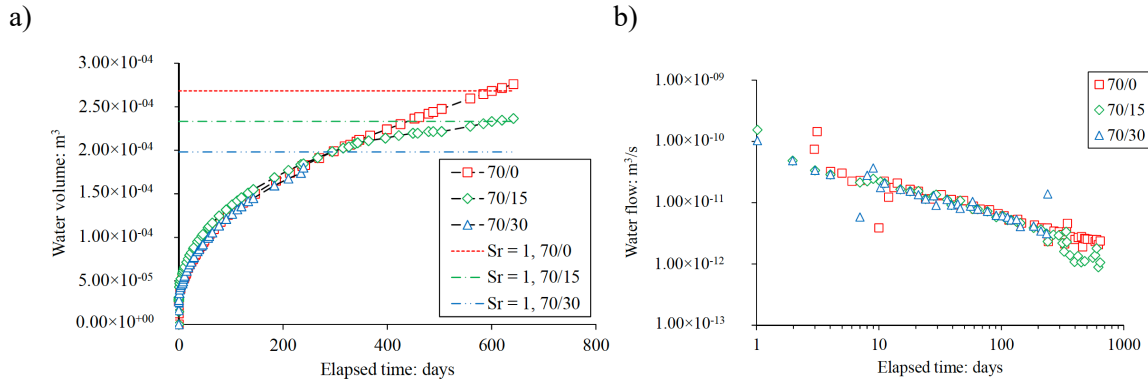 a)
3.00×10⁻⁰⁴
2.50×10⁻⁰⁴
2.00×10⁻⁰⁴
1.50×10⁻⁰⁴
1.00×10⁻⁰⁴
5.00×10⁻⁰⁵
0.00×10⁺⁰⁰
Water volume: m³
0 200 400 600 800
Elapsed time: days
70/0
70/15
70/30
Sr = 1, 70/0
Sr = 1, 70/15
Sr = 1, 70/30
b)
1.00×10⁻⁰⁹
1.00×10⁻¹⁰
1.00×10⁻¹¹
1.00×10⁻¹²
1.00×10⁻¹³
Water flow: m³/s
1 10 100 1000
Elapsed time: days
70/0
70/15
70/30